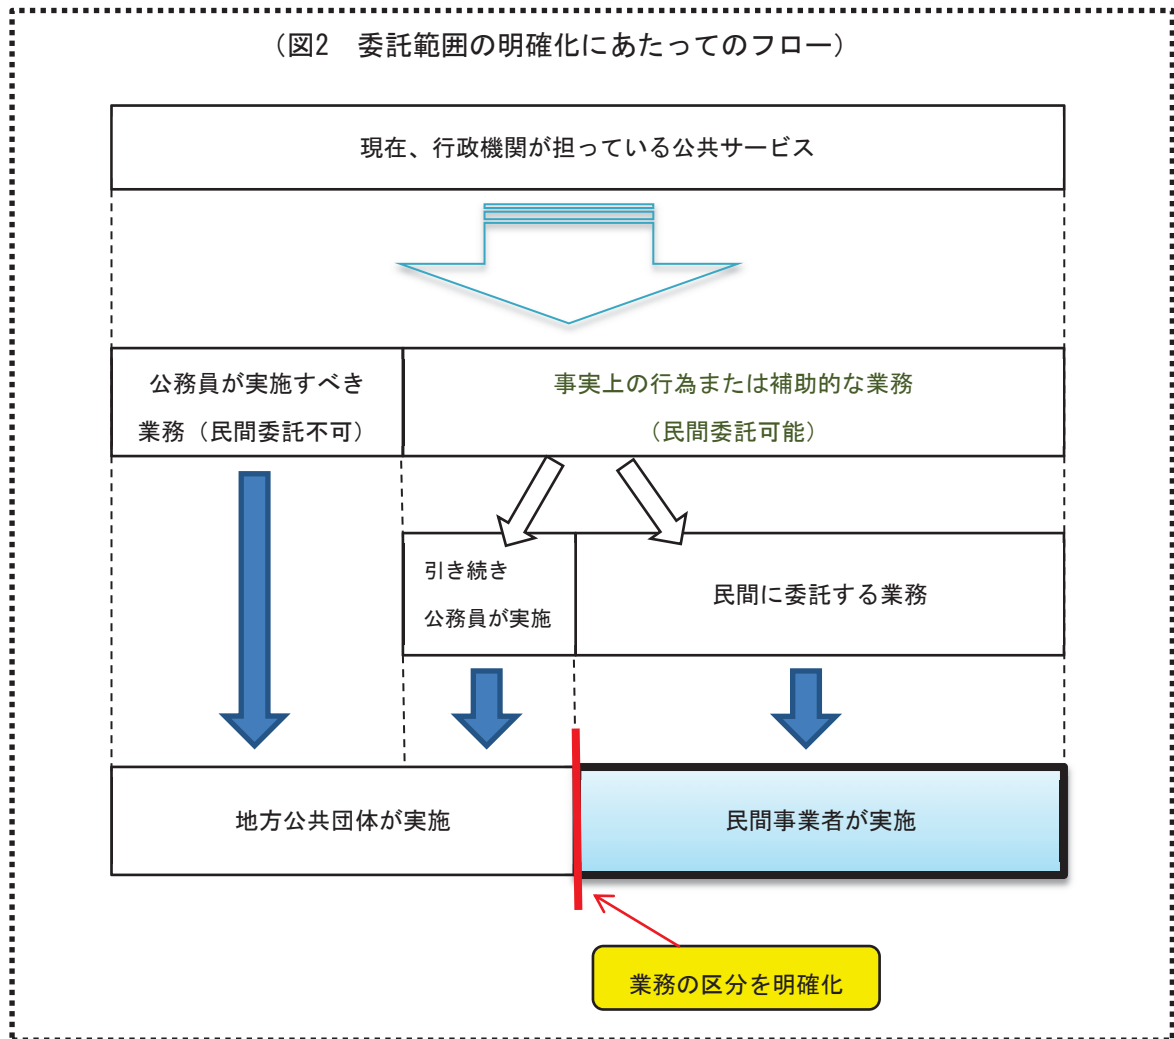 (図2　委託範囲の明確化にあたってのフロー)
現在、行政機関が担っている公共サービス
公務員が実施すべき
業務（民間委託不可）
事実上の行為または補助的な業務
（民間委託可能）
引き続き
公務員が実施
民間に委託する業務
地方公共団体が実施
民間事業者が実施
業務の区分を明確化